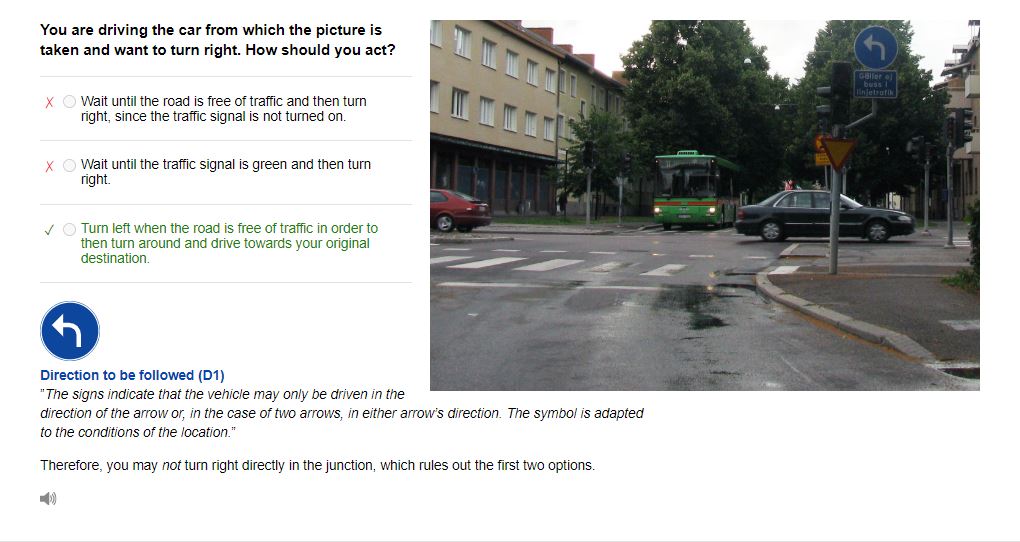 You are driving the car from which the picture is
taken and want to turn right. How should you act?
X Wait until the road is free of traffic and then turn
right, since the traffic signal is not turned on.
X Wait until the traffic signal is green and then turn
right.
✓ Turn left when the road is free of traffic in order to
then turn around and drive towards your original
destination.
Gäller ej
buss i
linjetrafik
Direction to be followed (D1)
"The signs indicate that the vehicle may only be driven in the
direction of the arrow or, in the case of two arrows, in either arrow's direction. The symbol is adapted
to the conditions of the location."
Therefore, you may not turn right directly in the junction, which rules out the first two options.